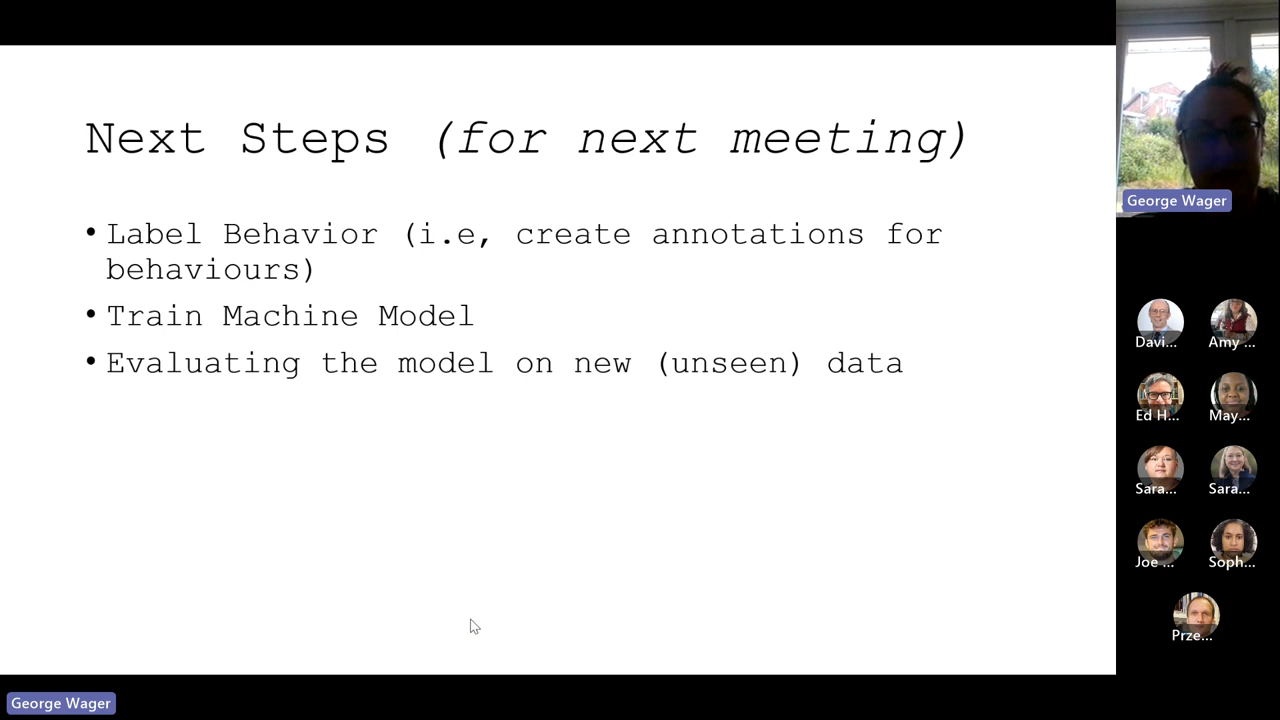 Next Steps (for next meeting)
• Label Behavior (i.e, create annotations for
behaviours)
• Train Machine Model
• Evaluating the model on new (unseen) data
George Wager
Davi...
Amy ...
Ed H...
May...
Sara...
Sara...
Joe ...
Soph...
Prze...
George Wager